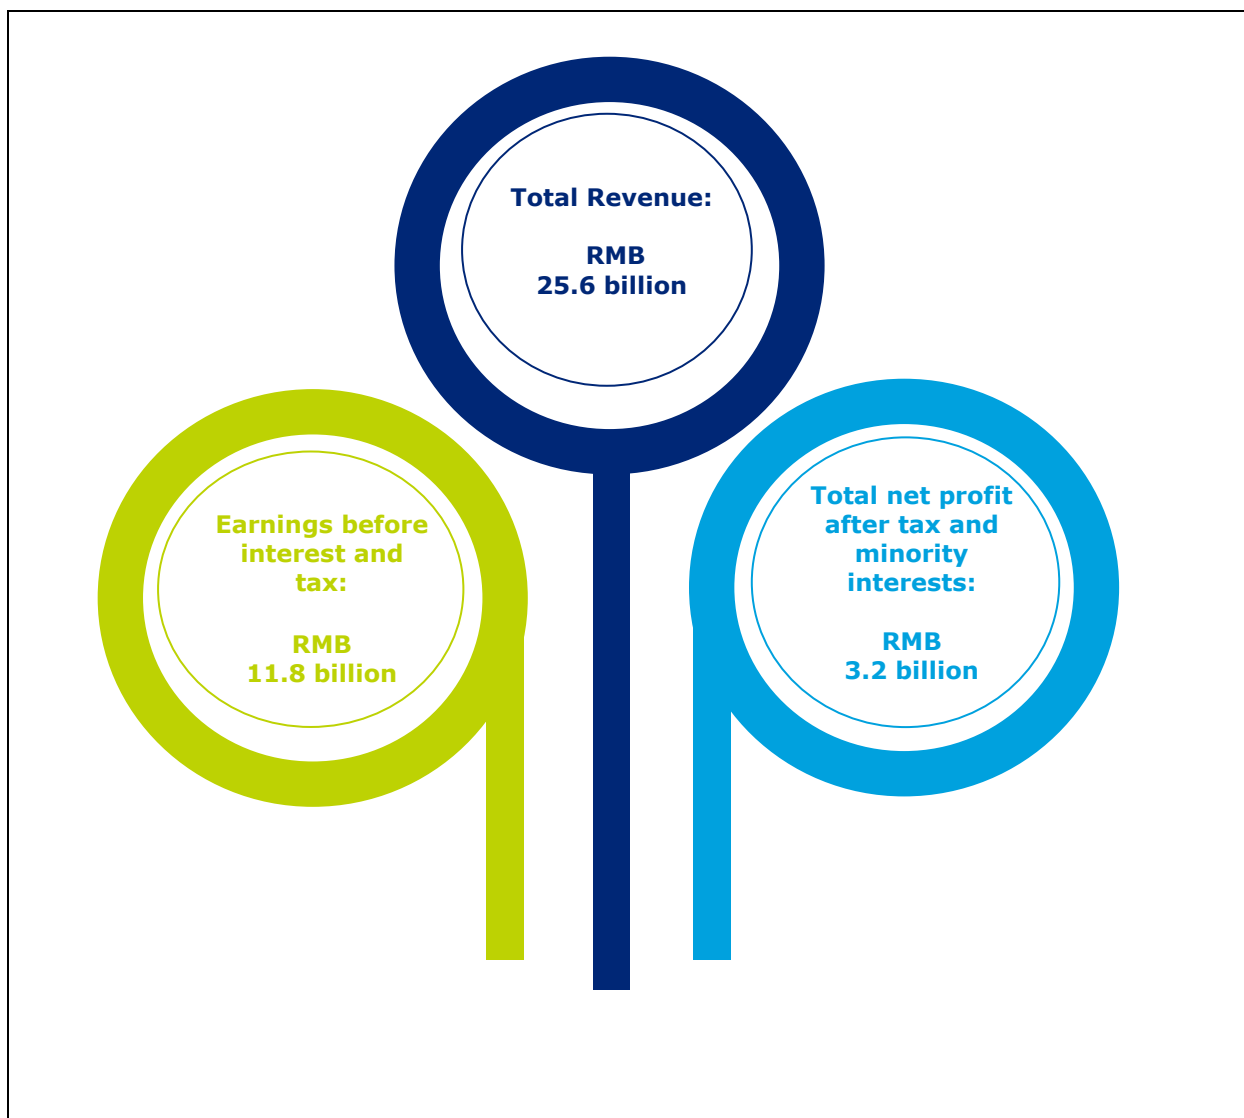 Total Revenue:
RMB
25.6 billion
Earnings before
interest and
tax:
RMB
11.8 billion
Total net profit
after tax and
minority
interests:
RMB
3.2 billion